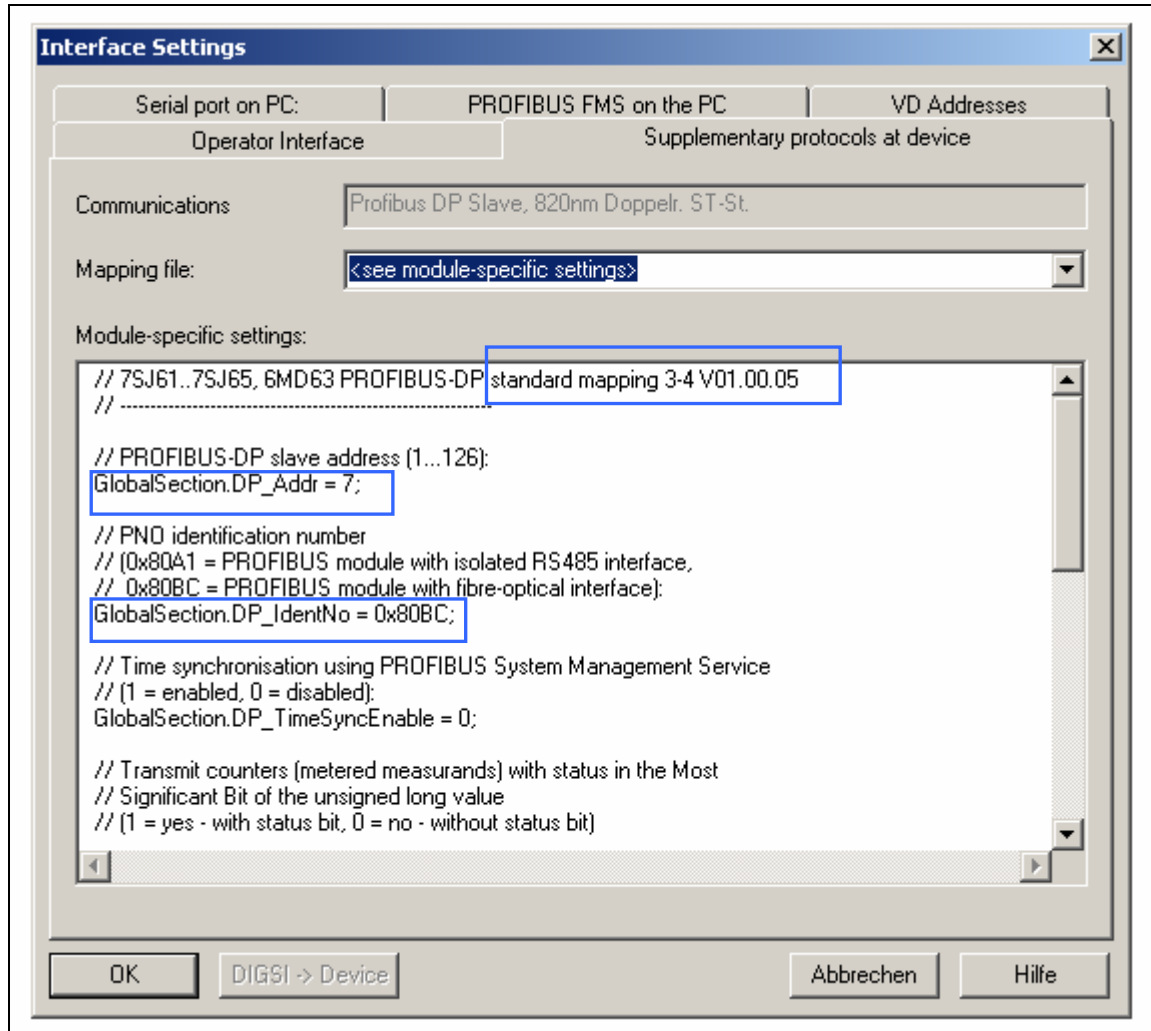 Interface Settings
Serial port on PC:
PROFIBUS FMS on the PC
VD Addresses
Operator Interface
Supplementary protocols at device
Communications
Profibus DP Slave, 820nm Doppelr. ST-St.
Mapping file:
<see module-specific settings>
Module-specific settings:
// 7SJ61..7SJ65, 6MD63 PROFIBUS-DP standard mapping 3-4 V01.00.05
// ------------------------------------------------------------
// PROFIBUS-DP slave address (1...126):
GlobalSection.DP_Addr = 7;
// PNO identification number
// (0x80A1 = PROFIBUS module with isolated RS485 interface,
//  0x80BC = PROFIBUS module with fibre-optical interface):
GlobalSection.DP_IdentNo = 0x80BC;
// Time synchronisation using PROFIBUS System Management Service
// (1 = enabled, 0 = disabled):
GlobalSection.DP_TimeSyncEnable = 0;
// Transmit counters (metered measurands) with status in the Most
// Significant Bit of the unsigned long value
// (1 = yes - with status bit, 0 = no - without status bit)
OK
DIGSI -> Device
Abbrechen
Hilfe